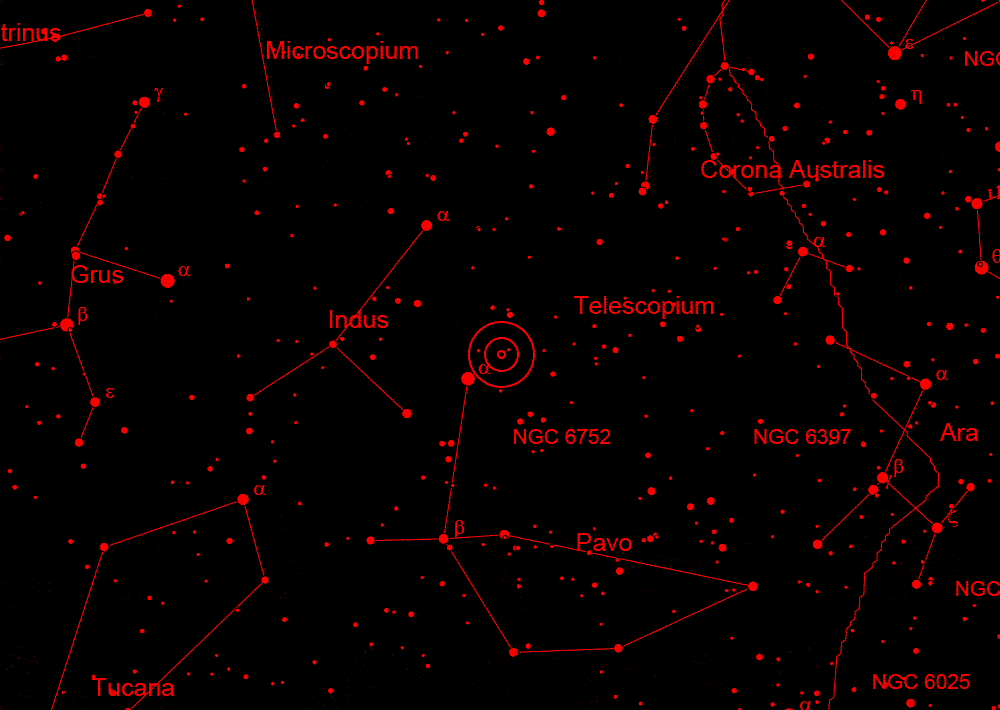 trinus
Microscopium
ε
NGC
γ
η
Corona Australis
μ
α
α
θ
Grus
α
Telescopium
β
Indus
α
α
ε
NGC 6752
NGC 6397
Ara
α
β
ζ
β
Pavo
NGC
Tucana
NGC 6025
α